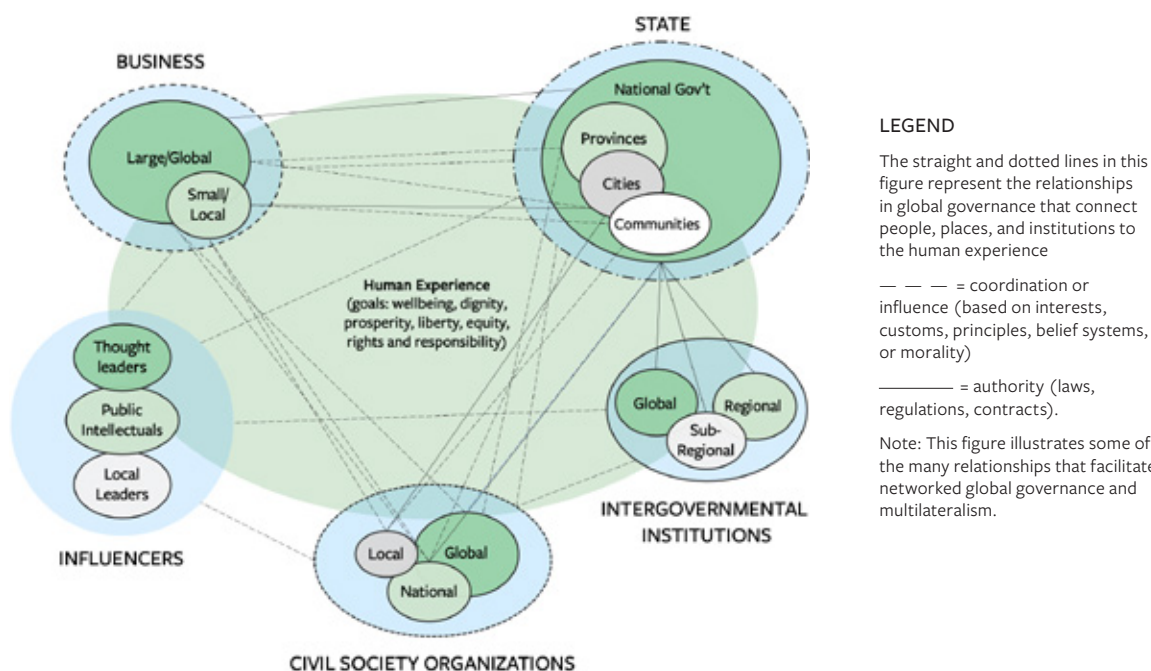 STATE
BUSINESS
National Gov't
Provinces
Cities
Communities
Large/Global
Small/
Local
Human Experience
(goals: wellbeing, dignity,
prosperity, liberty, equity,
rights and responsibility)
Thought
leaders
Public
Intellectuals
Local
Leaders
INFLUENCERS
Global
Regional
Sub-
Regional
INTERGOVERNMENTAL
INSTITUTIONS
Local
Global
National
CIVIL SOCIETY ORGANIZATIONS
LEGEND
The straight and dotted lines in this
figure represent the relationships
in global governance that connect
people, places, and institutions to
the human experience
— — — = coordination or
influence (based on interests,
customs, principles, belief systems,
or morality)
———— = authority (laws,
regulations, contracts).
Note: This figure illustrates some of
the many relationships that facilitate
networked global governance and
multilateralism.